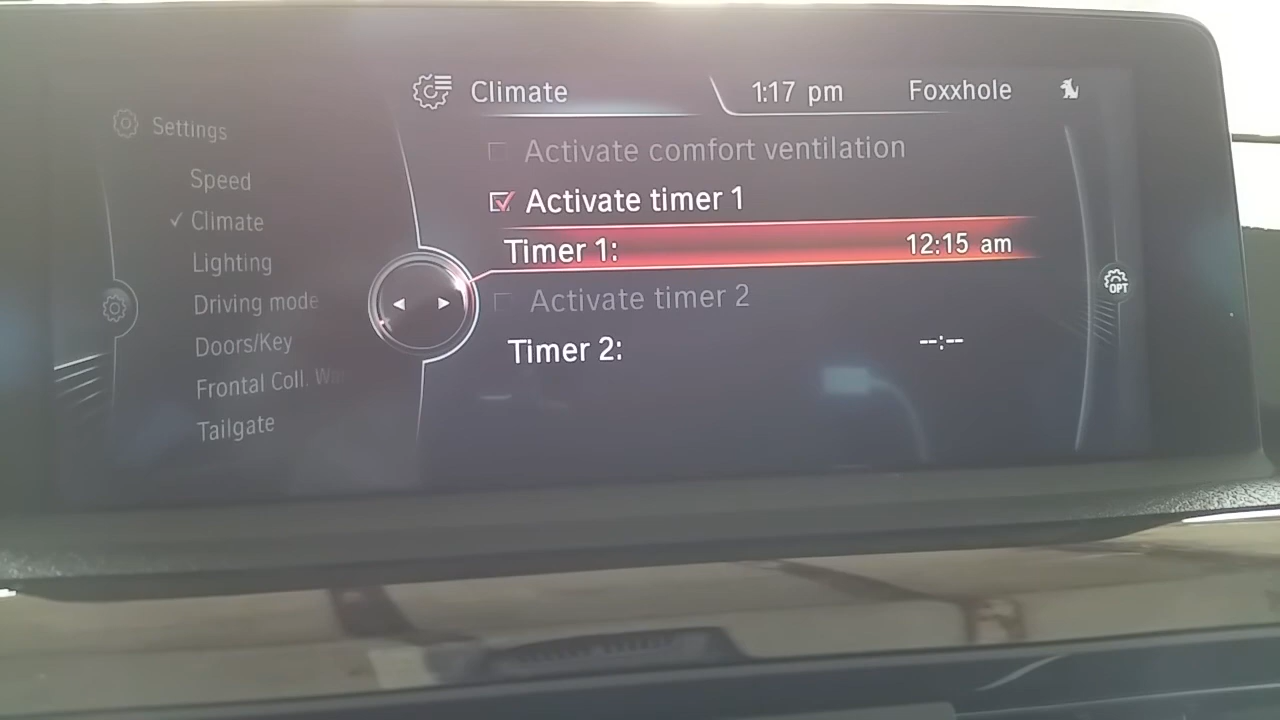 Climate 1:17 pm Foxxhole
Settings
Speed
Climate
Lighting
Driving mode
Doors/Key
Frontal Coll. Wa
Tailgate
Activate comfort ventilation
Activate timer 1
Timer 1: 12:15 am
Activate timer 2
Timer 2: --:--
OPT